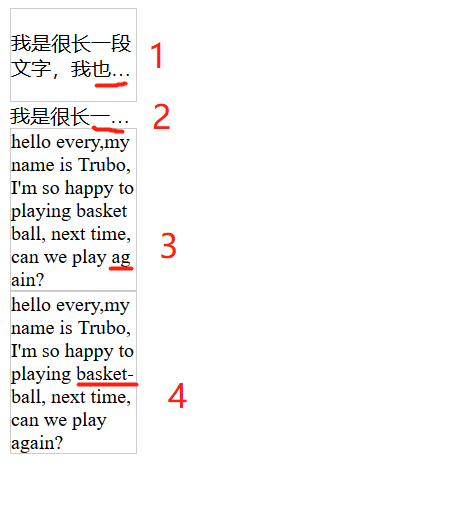 我是很长一段
文字，我也…
1
我是很长一…
2
hello every,my
name is Trubo,
I'm so happy to
playing basket
ball, next time,
can we play ag
ain?
3
hello every,my
name is Trubo,
I'm so happy to
playing basket-
ball, next time,
can we play
again?
4